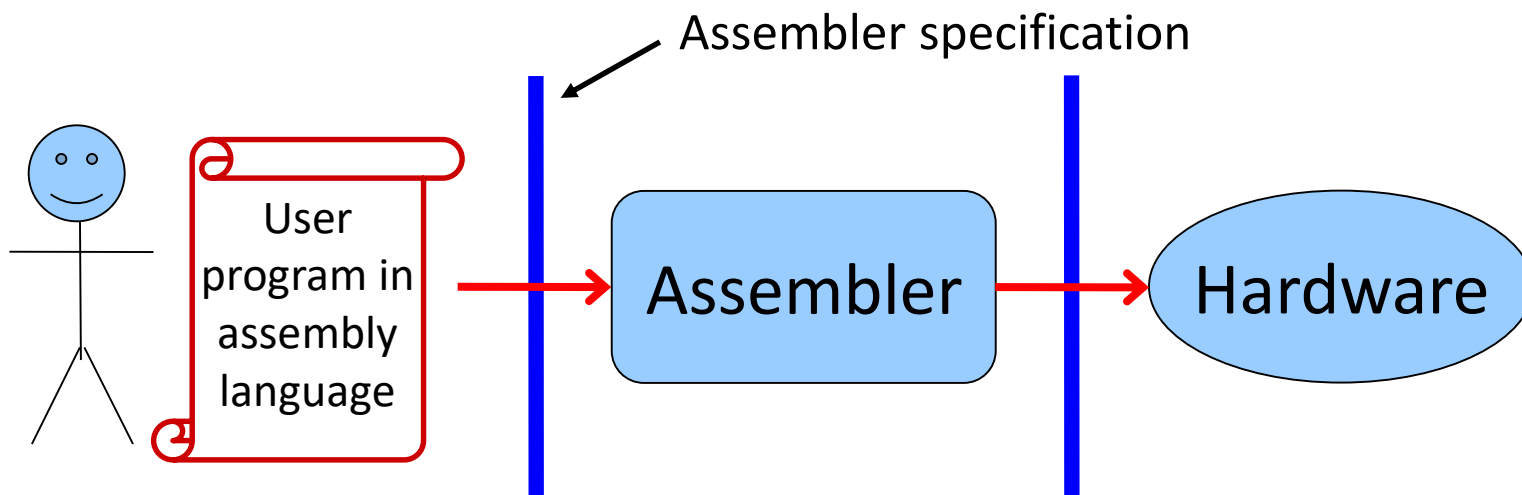 Assembler specification
User
program in
assembly
language
Assembler
Hardware